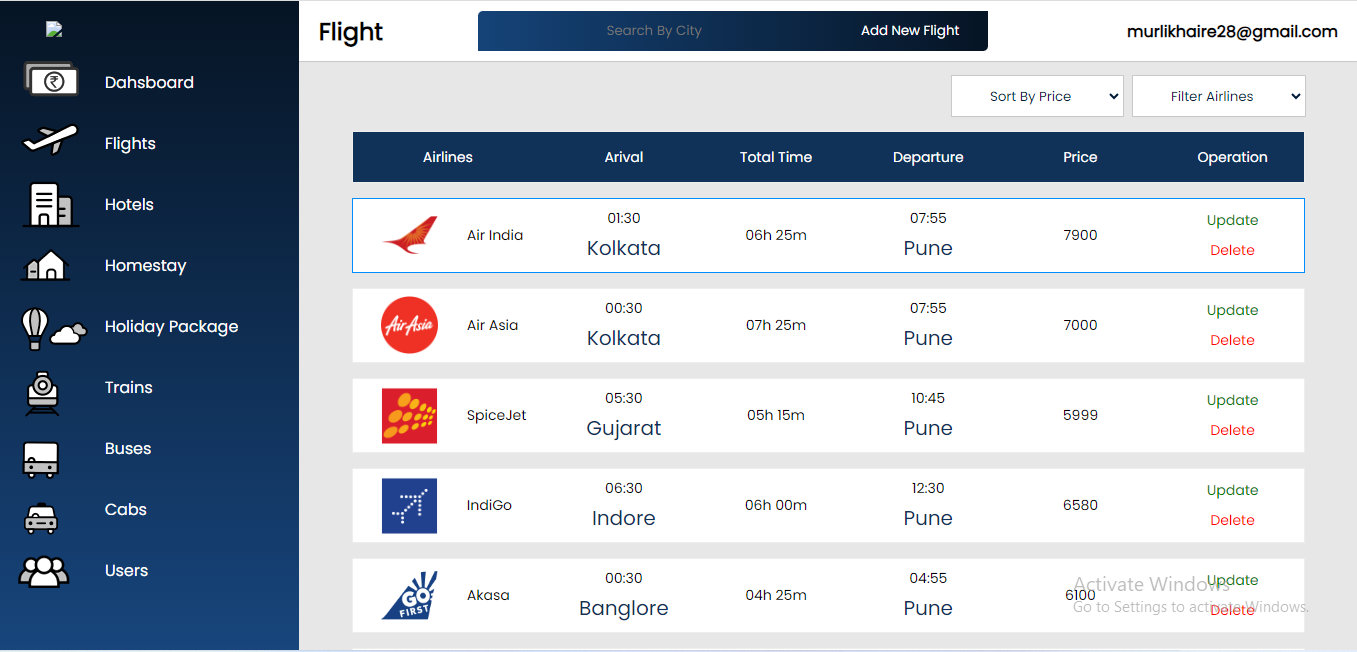 Flight
Search By City
Add New Flight
murlikhaire28@gmail.com
Dahsboard
Flights
Hotels
Homestay
Holiday Package
Trains
Buses
Cabs
Users
Sort By Price
Filter Airlines
Airlines Arival Total Time Departure Price Operation
Air India
01:30
Kolkata
06h 25m
07:55
Pune
7900
Update
Delete
Air Asia
Air Asia
00:30
Kolkata
07h 25m
07:55
Pune
7000
Update
Delete
SpiceJet
05:30
Gujarat
05h 15m
10:45
Pune
5999
Update
Delete
IndiGo
06:30
Indore
06h 00m
12:30
Pune
6580
Update
Delete
GO
FIRST
Akasa
00:30
Banglore
04h 25m
04:55
Pune
6100
Update
Delete
Activate Windows
Go to Settings to activate Windows.